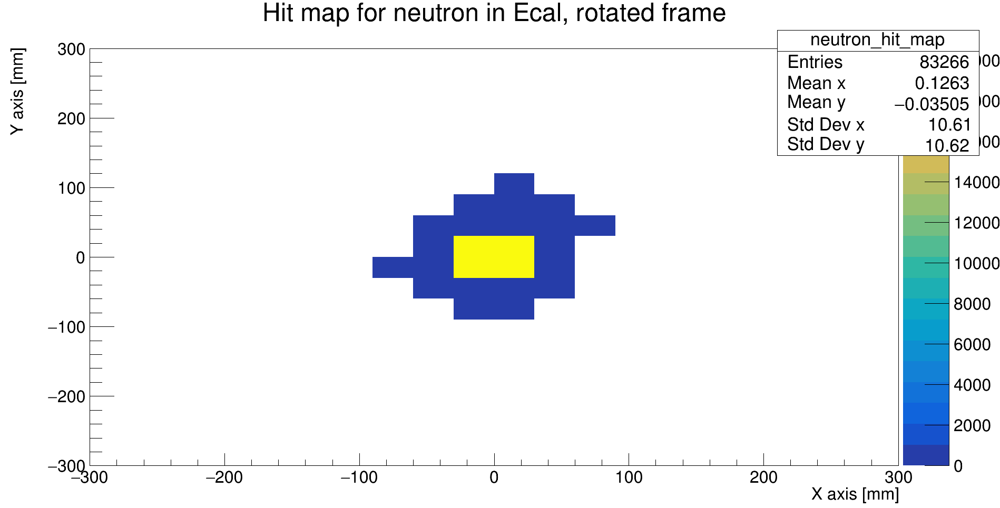 Hit map for neutron in Ecal, rotated frame
neutron_hit_map
Entries 83266
Mean x 0.1263
Mean y −0.03505
Std Dev x 10.61
Std Dev y 10.62
Y axis [mm]
300
200
100
0
−100
−200
−300
−300 −200 −100 0 100 200 300
X axis [mm]
14000
12000
10000
8000
6000
4000
2000
0